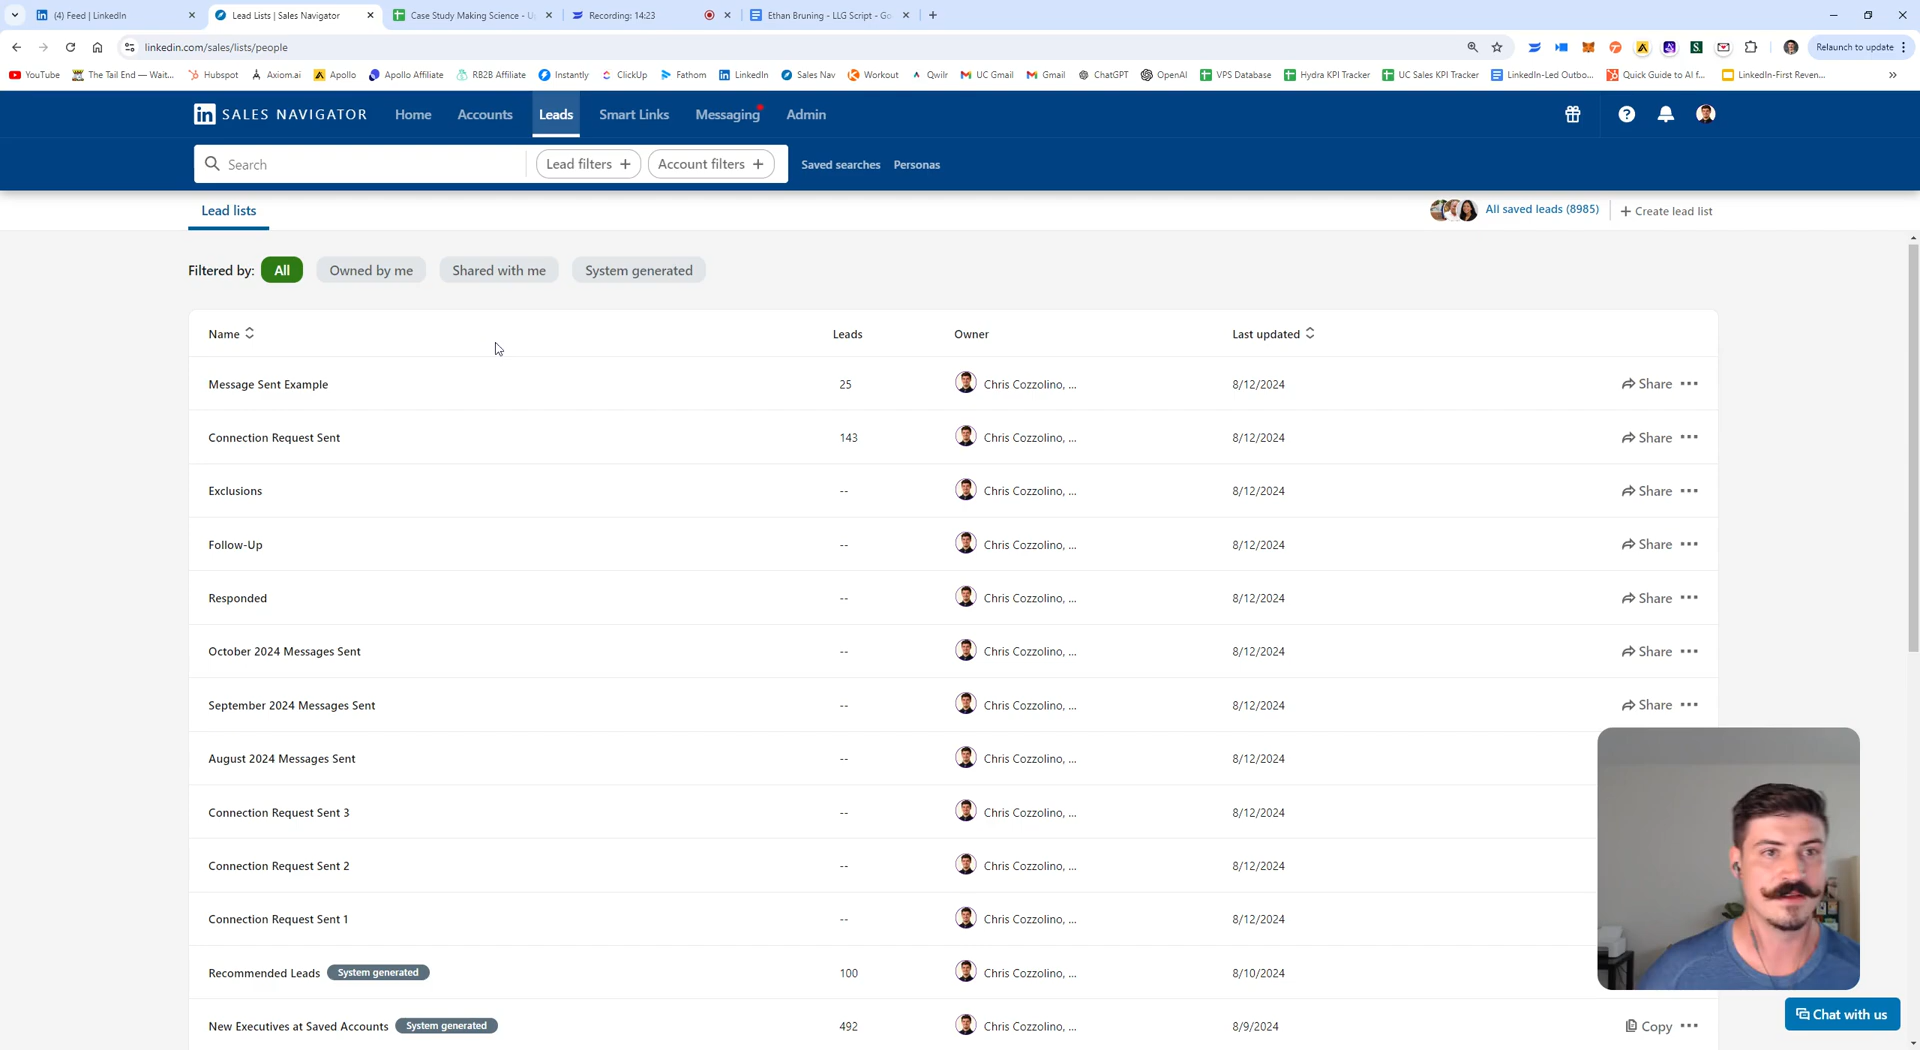 (4) Feed | LinkedIn
Lead Lists | Sales Navigator
Case Study Making Science - U
Recording: 14:23
Ethan Bruning - LLG Script - Go
linkedin.com/sales/lists/people
Relaunch to update
YouTube
The Tail End — Wait...
Hubspot
Axiom.ai
Apollo
Apollo Affiliate
RB2B Affiliate
Instantly
ClickUp
Fathom
LinkedIn
Sales Nav
Workout
Qwilr
UC Gmail
Gmail
ChatGPT
OpenAI
VPS Database
Hydra KPI Tracker
UC Sales KPI Tracker
LinkedIn-Led Outbo...
Quick Guide to AI f...
LinkedIn-First Reven...
in SALES NAVIGATOR
Home
Accounts
Leads
Smart Links
Messaging
Admin
Search
Lead filters +
Account filters +
Saved searches
Personas
Lead lists
All saved leads (8985)
+ Create lead list
Filtered by: All Owned by me Shared with me System generated
Name Leads Owner Last updated
Message Sent Example 25 Chris Cozzolino, ... 8/12/2024 Share
Connection Request Sent 143 Chris Cozzolino, ... 8/12/2024 Share
Exclusions -- Chris Cozzolino, ... 8/12/2024 Share
Follow-Up -- Chris Cozzolino, ... 8/12/2024 Share
Responded -- Chris Cozzolino, ... 8/12/2024 Share
October 2024 Messages Sent -- Chris Cozzolino, ... 8/12/2024 Share
September 2024 Messages Sent -- Chris Cozzolino, ... 8/12/2024 Share
August 2024 Messages Sent -- Chris Cozzolino, ... 8/12/2024
Connection Request Sent 3 -- Chris Cozzolino, ... 8/12/2024
Connection Request Sent 2 -- Chris Cozzolino, ... 8/12/2024
Connection Request Sent 1 -- Chris Cozzolino, ... 8/12/2024
Recommended Leads System generated 100 Chris Cozzolino, ... 8/10/2024
New Executives at Saved Accounts System generated 492 Chris Cozzolino, ... 8/9/2024 Copy
Chat with us